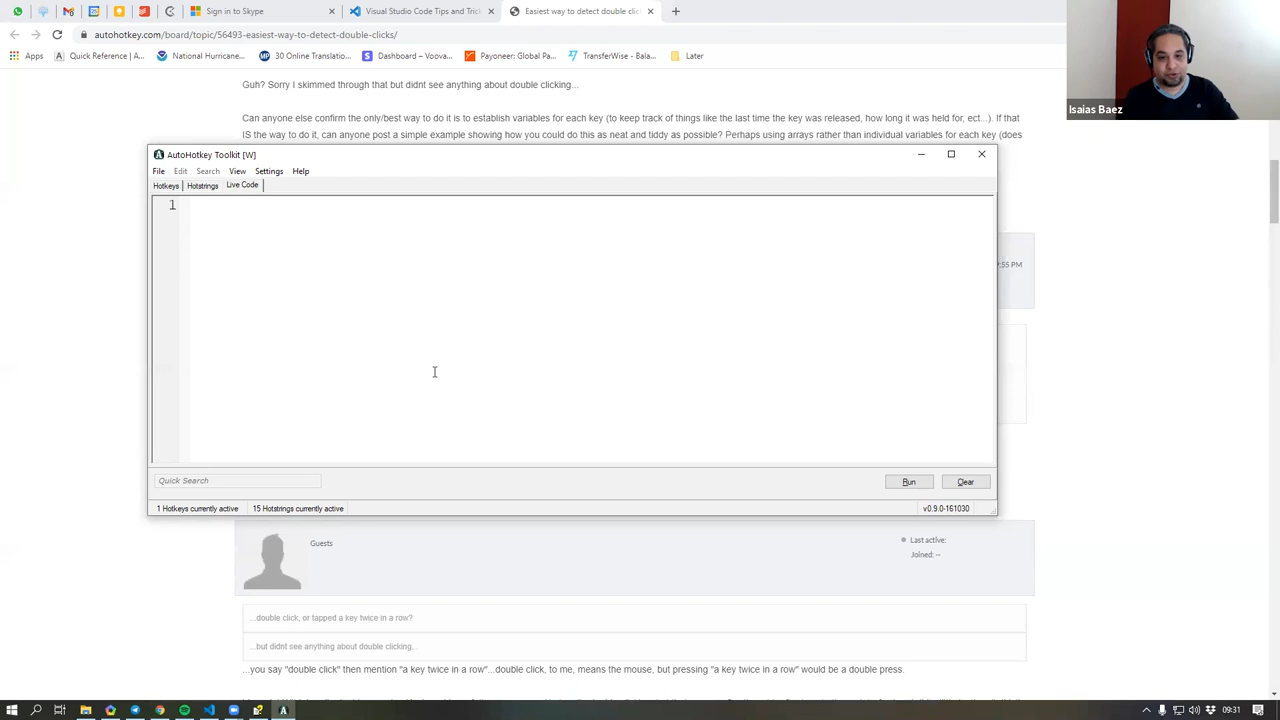 Sign in to Skype
Visual Studio Code Tips and Trick
Easiest way to detect double click
autohotkey.com/board/topic/56493-easiest-way-to-detect-double-clicks/
Apps
Quick Reference | A...
National Hurricane...
30 Online Translatio...
Dashboard – Voova...
Payoneer: Global Pa...
TransferWise - Bala...
Later
Isaias Baez
Guh? Sorry I skimmed through that but didnt see anything about double clicking...
Can anyone else confirm the only/best way to do it is to establish variables for each key (to keep track of things like the last time the key was released, how long it was held for, ect...). If that
IS the way to do it, can anyone post a simple example showing how you could do this as neat and tidy as possible? Perhaps using arrays rather than individual variables for each key (does
AutoHotkey Toolkit [W]
File Edit Search View Settings Help
Hotkeys Hotstrings Live Code
1
:55 PM
Quick Search
Run
Clear
1 Hotkeys currently active
15 Hotstrings currently active
v0.9.0-161030
Guests
Last active:
Joined: --
...double click, or tapped a key twice in a row?
...but didnt see anything about double clicking...
...you say "double click" then mention "a key twice in a row"...double click, to me, means the mouse, but pressing "a key twice in a row" would be a double press.
09:31